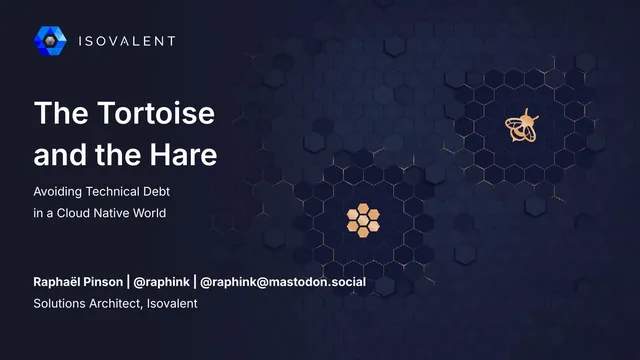 ISOVALENT
The Tortoise
and the Hare
Avoiding Technical Debt
in a Cloud Native World
Raphaël Pinson | @raphink | @raphink@mastodon.social
Solutions Architect, Isovalent